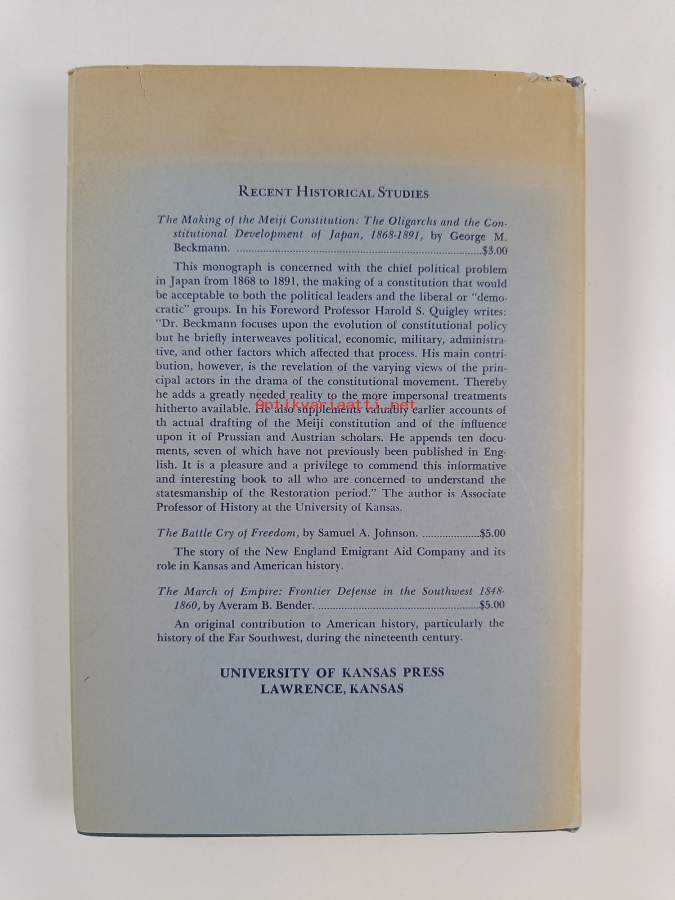 RECENT HISTORICAL STUDIES
The Making of the Meiji Constitution: The Oligarchs and the Con-
stitutional Development of Japan, 1868-1891, by George M.
Beckmann. ........................................................................$3.00
This monograph is concerned with the chief political problem
in Japan from 1868 to 1891, the making of a constitution that would
be acceptable to both the political leaders and the liberal or "demo-
cratic" groups. In his Foreword Professor Harold S. Quigley writes:
"Dr. Beckmann focuses upon the evolution of constitutional policy
but he briefly interweaves political, economic, military, administra-
tive, and other factors which affected that process. His main contri-
bution, however, is the revelation of the varying views of the prin-
cipal actors in the drama of the constitutional movement. Thereby
he adds a greatly needed reality to the more impersonal treatments
hitherto available. He also supplements valuably earlier accounts of
Antikvariaatti.net
th actual drafting of the Meiji constitution and of the influence
upon it of Prussian and Austrian scholars. He appends ten docu-
ments, seven of which have not previously been published in Eng-
lish. It is a pleasure and a privilege to commend this informative
and interesting book to all who are concerned to understand the
statesmanship of the Restoration period." The author is Associate
Professor of History at the University of Kansas.
The Battle Cry of Freedom, by Samuel A. Johnson. ....................$5.00
The story of the New England Emigrant Aid Company and its
role in Kansas and American history.
The March of Empire: Frontier Defense in the Southwest 1848-
1860, by Averam B. Bender. ........................................................$5.00
An original contribution to American history, particularly the
history of the Far Southwest, during the nineteenth century.
UNIVERSITY OF KANSAS PRESS
LAWRENCE, KANSAS